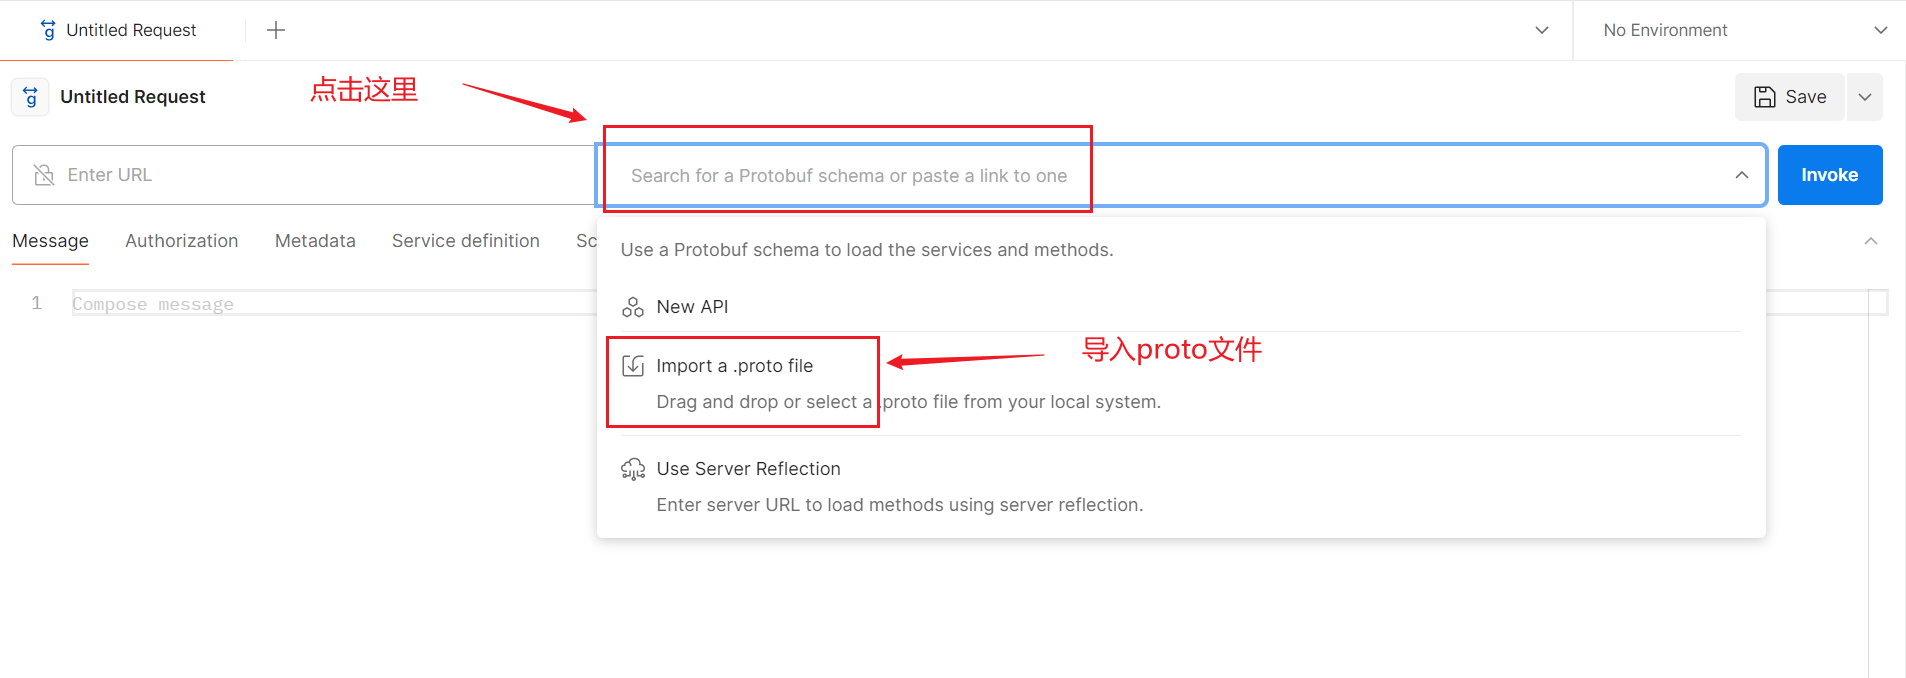 Untitled Request
No Environment
Untitled Request
点击这里
Save
Enter URL
Search for a Protobuf schema or paste a link to one
Invoke
Message Authorization Metadata Service definition Sc
Use a Protobuf schema to load the services and methods.
1 Compose message
New API
Import a .proto file
导入proto文件
Drag and drop or select a .proto file from your local system.
Use Server Reflection
Enter server URL to load methods using server reflection.